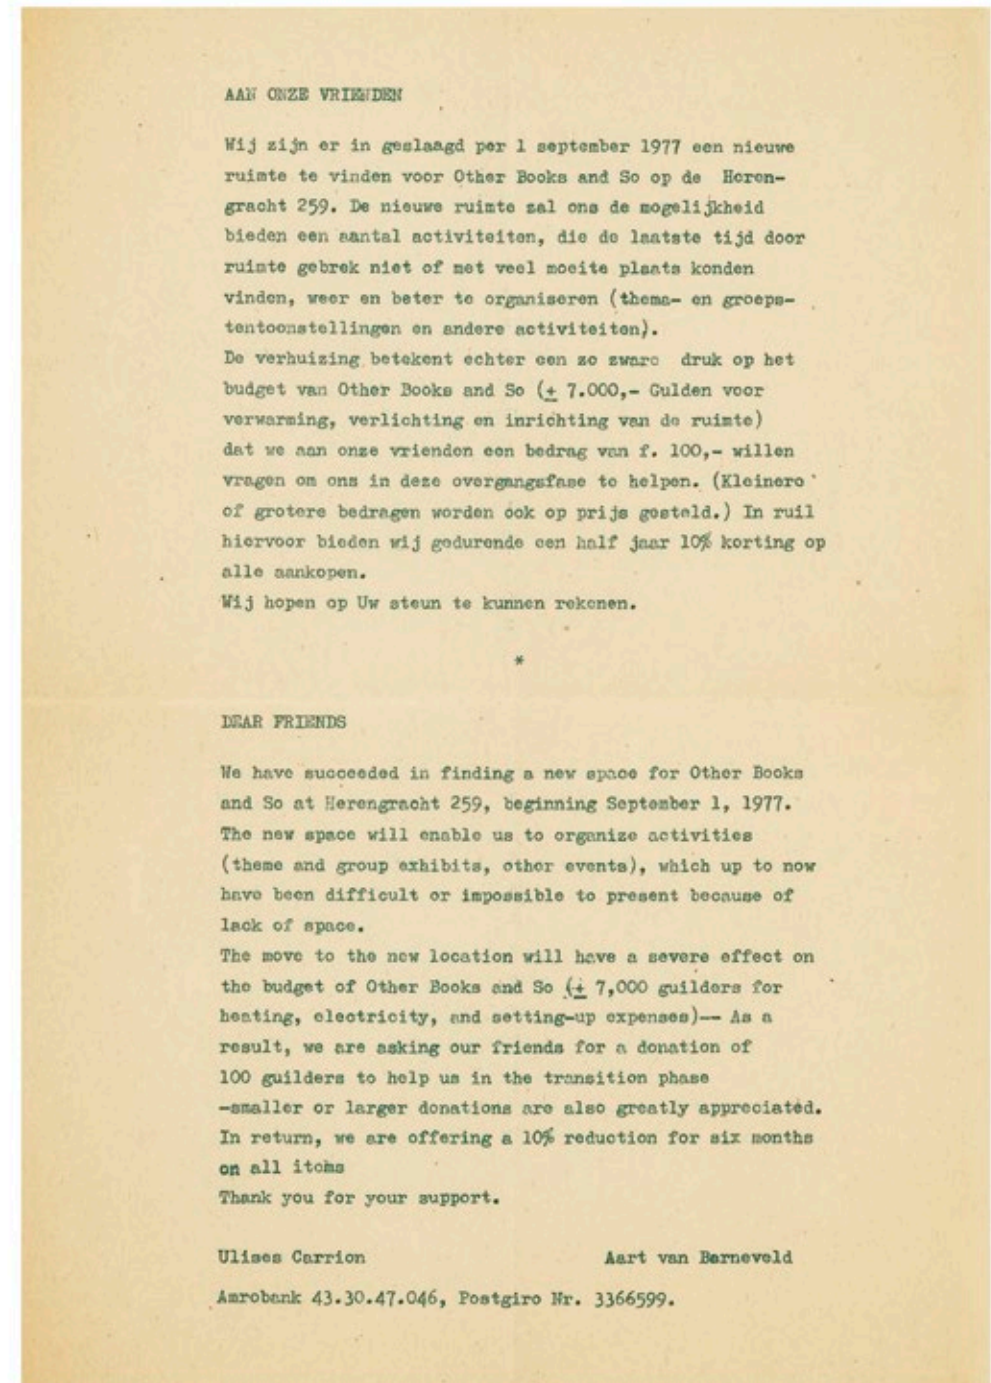 AAN ONZE VRIENDEN
Wij zijn er in geslaagd per 1 september 1977 een nieuwe
ruimte te vinden voor Other Books and So op de Heren-
gracht 259. De nieuwe ruimte zal ons de mogelijkheid
bieden een aantal activiteiten, die de laatste tijd door
ruimte gebrek niet of met veel moeite plaats konden
vinden, weer en beter te organiseren (thema- en groeps-
tentoonstellingen en andere activiteiten).
De verhuizing betekent echter een zo zware druk op het
budget van Other Books and So (± 7.000,- Gulden voor
verwarming, verlichting en inrichting van de ruimte)
dat we aan onze vrienden een bedrag van f. 100,- willen
vragen om ons in deze overgangsfase te helpen. (Kleinere
of grotere bedragen worden ook op prijs gesteld.) In ruil
hiervoor bieden wij gedurende een half jaar 10% korting op
alle aankopen.
Wij hopen op Uw steun te kunnen rekenen.
*
DEAR FRIENDS
We have succeeded in finding a new space for Other Books
and So at Herengracht 259, beginning September 1, 1977.
The new space will enable us to organize activities
(theme and group exhibits, other events), which up to now
have been difficult or impossible to present because of
lack of space.
The move to the new location will have a severe effect on
the budget of Other Books and So (± 7,000 guilders for
heating, electricity, and setting-up expenses)-- As a
result, we are asking our friends for a donation of
100 guilders to help us in the transition phase
-smaller or larger donations are also greatly appreciated.
In return, we are offering a 10% reduction for six months
on all items
Thank you for your support.
Ulises Carrion Aart van Barneveld
Amrobank 43.30.47.046, Postgiro Nr. 3366599.